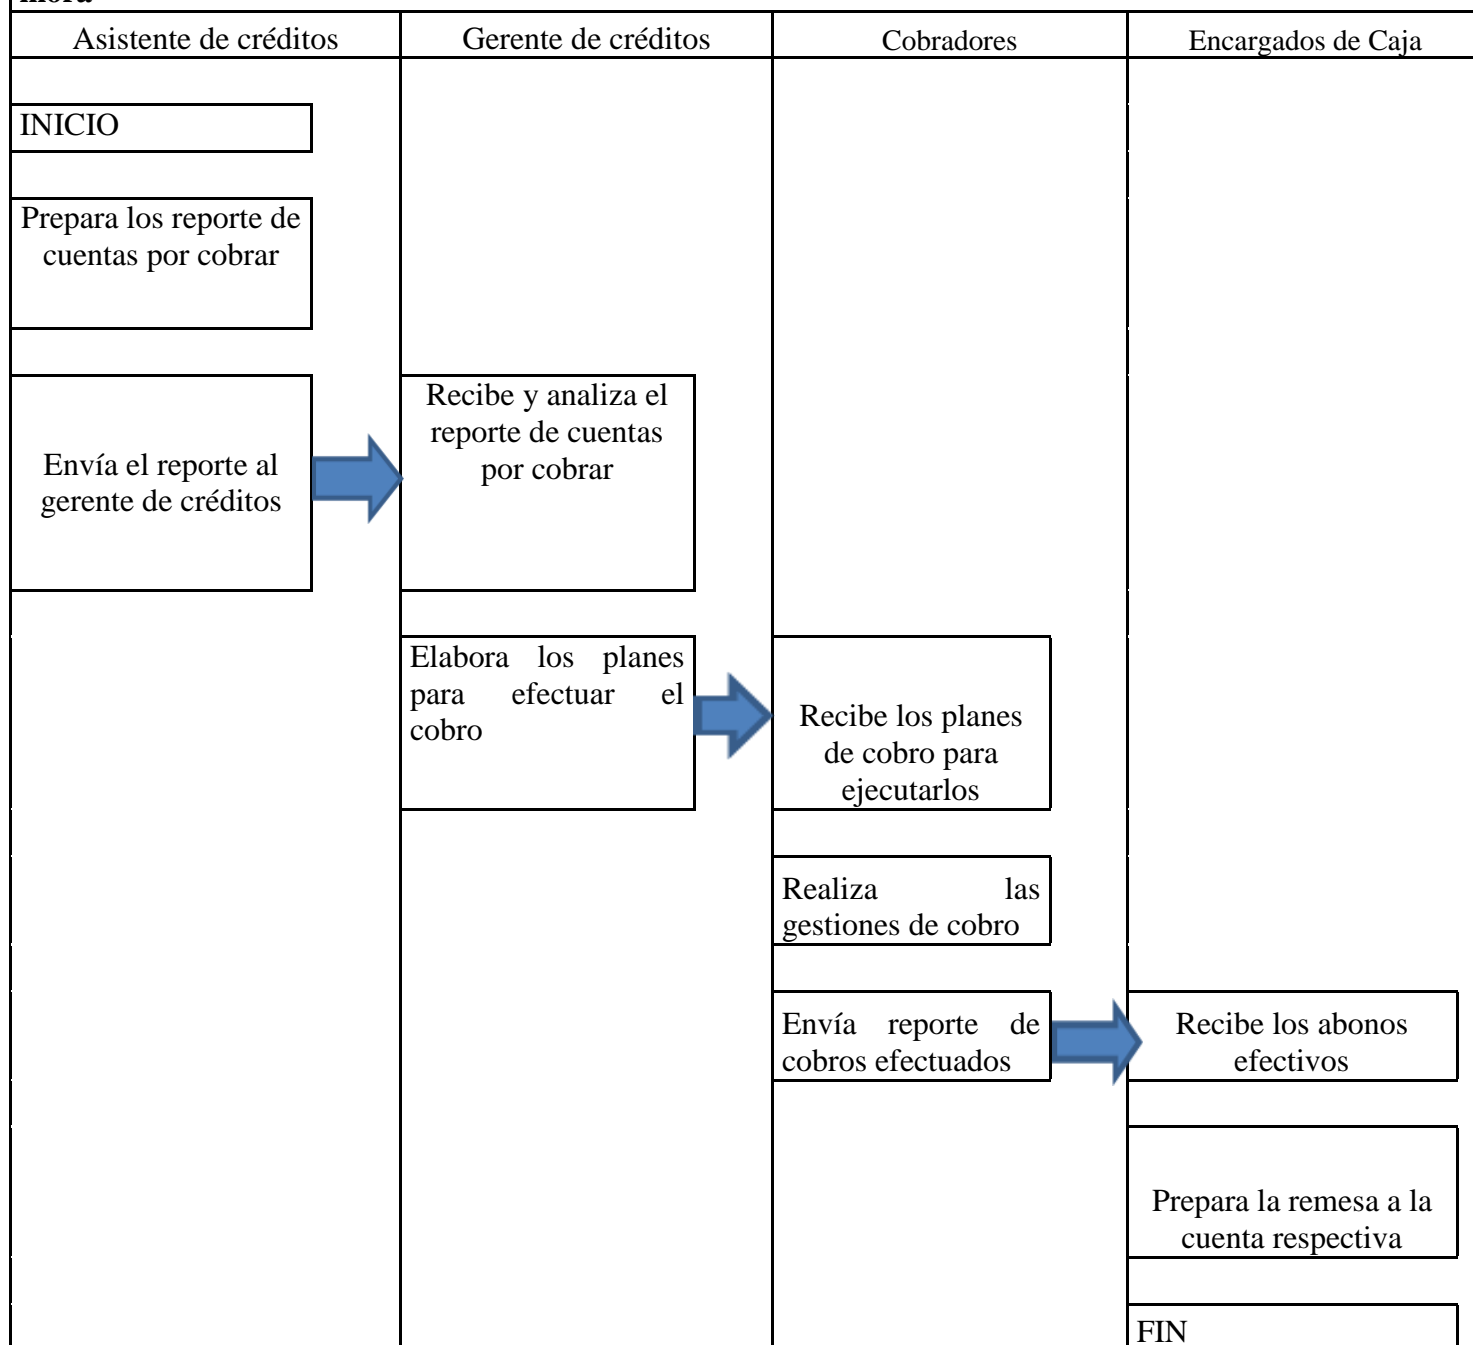 Asistente de créditos
Gerente de créditos
Cobradores
Encargados de Caja
INICIO
Prepara los reporte de
cuentas por cobrar
Envía el reporte al
gerente de créditos
Recibe y analiza el
reporte de cuentas
por cobrar
Elabora los planes
para efectuar el
cobro
Recibe los planes
de cobro para
ejecutarlos
Realiza las
gestiones de cobro
Envía reporte de
cobros efectuados
Recibe los abonos
efectivos
Prepara la remesa a la
cuenta respectiva
FIN